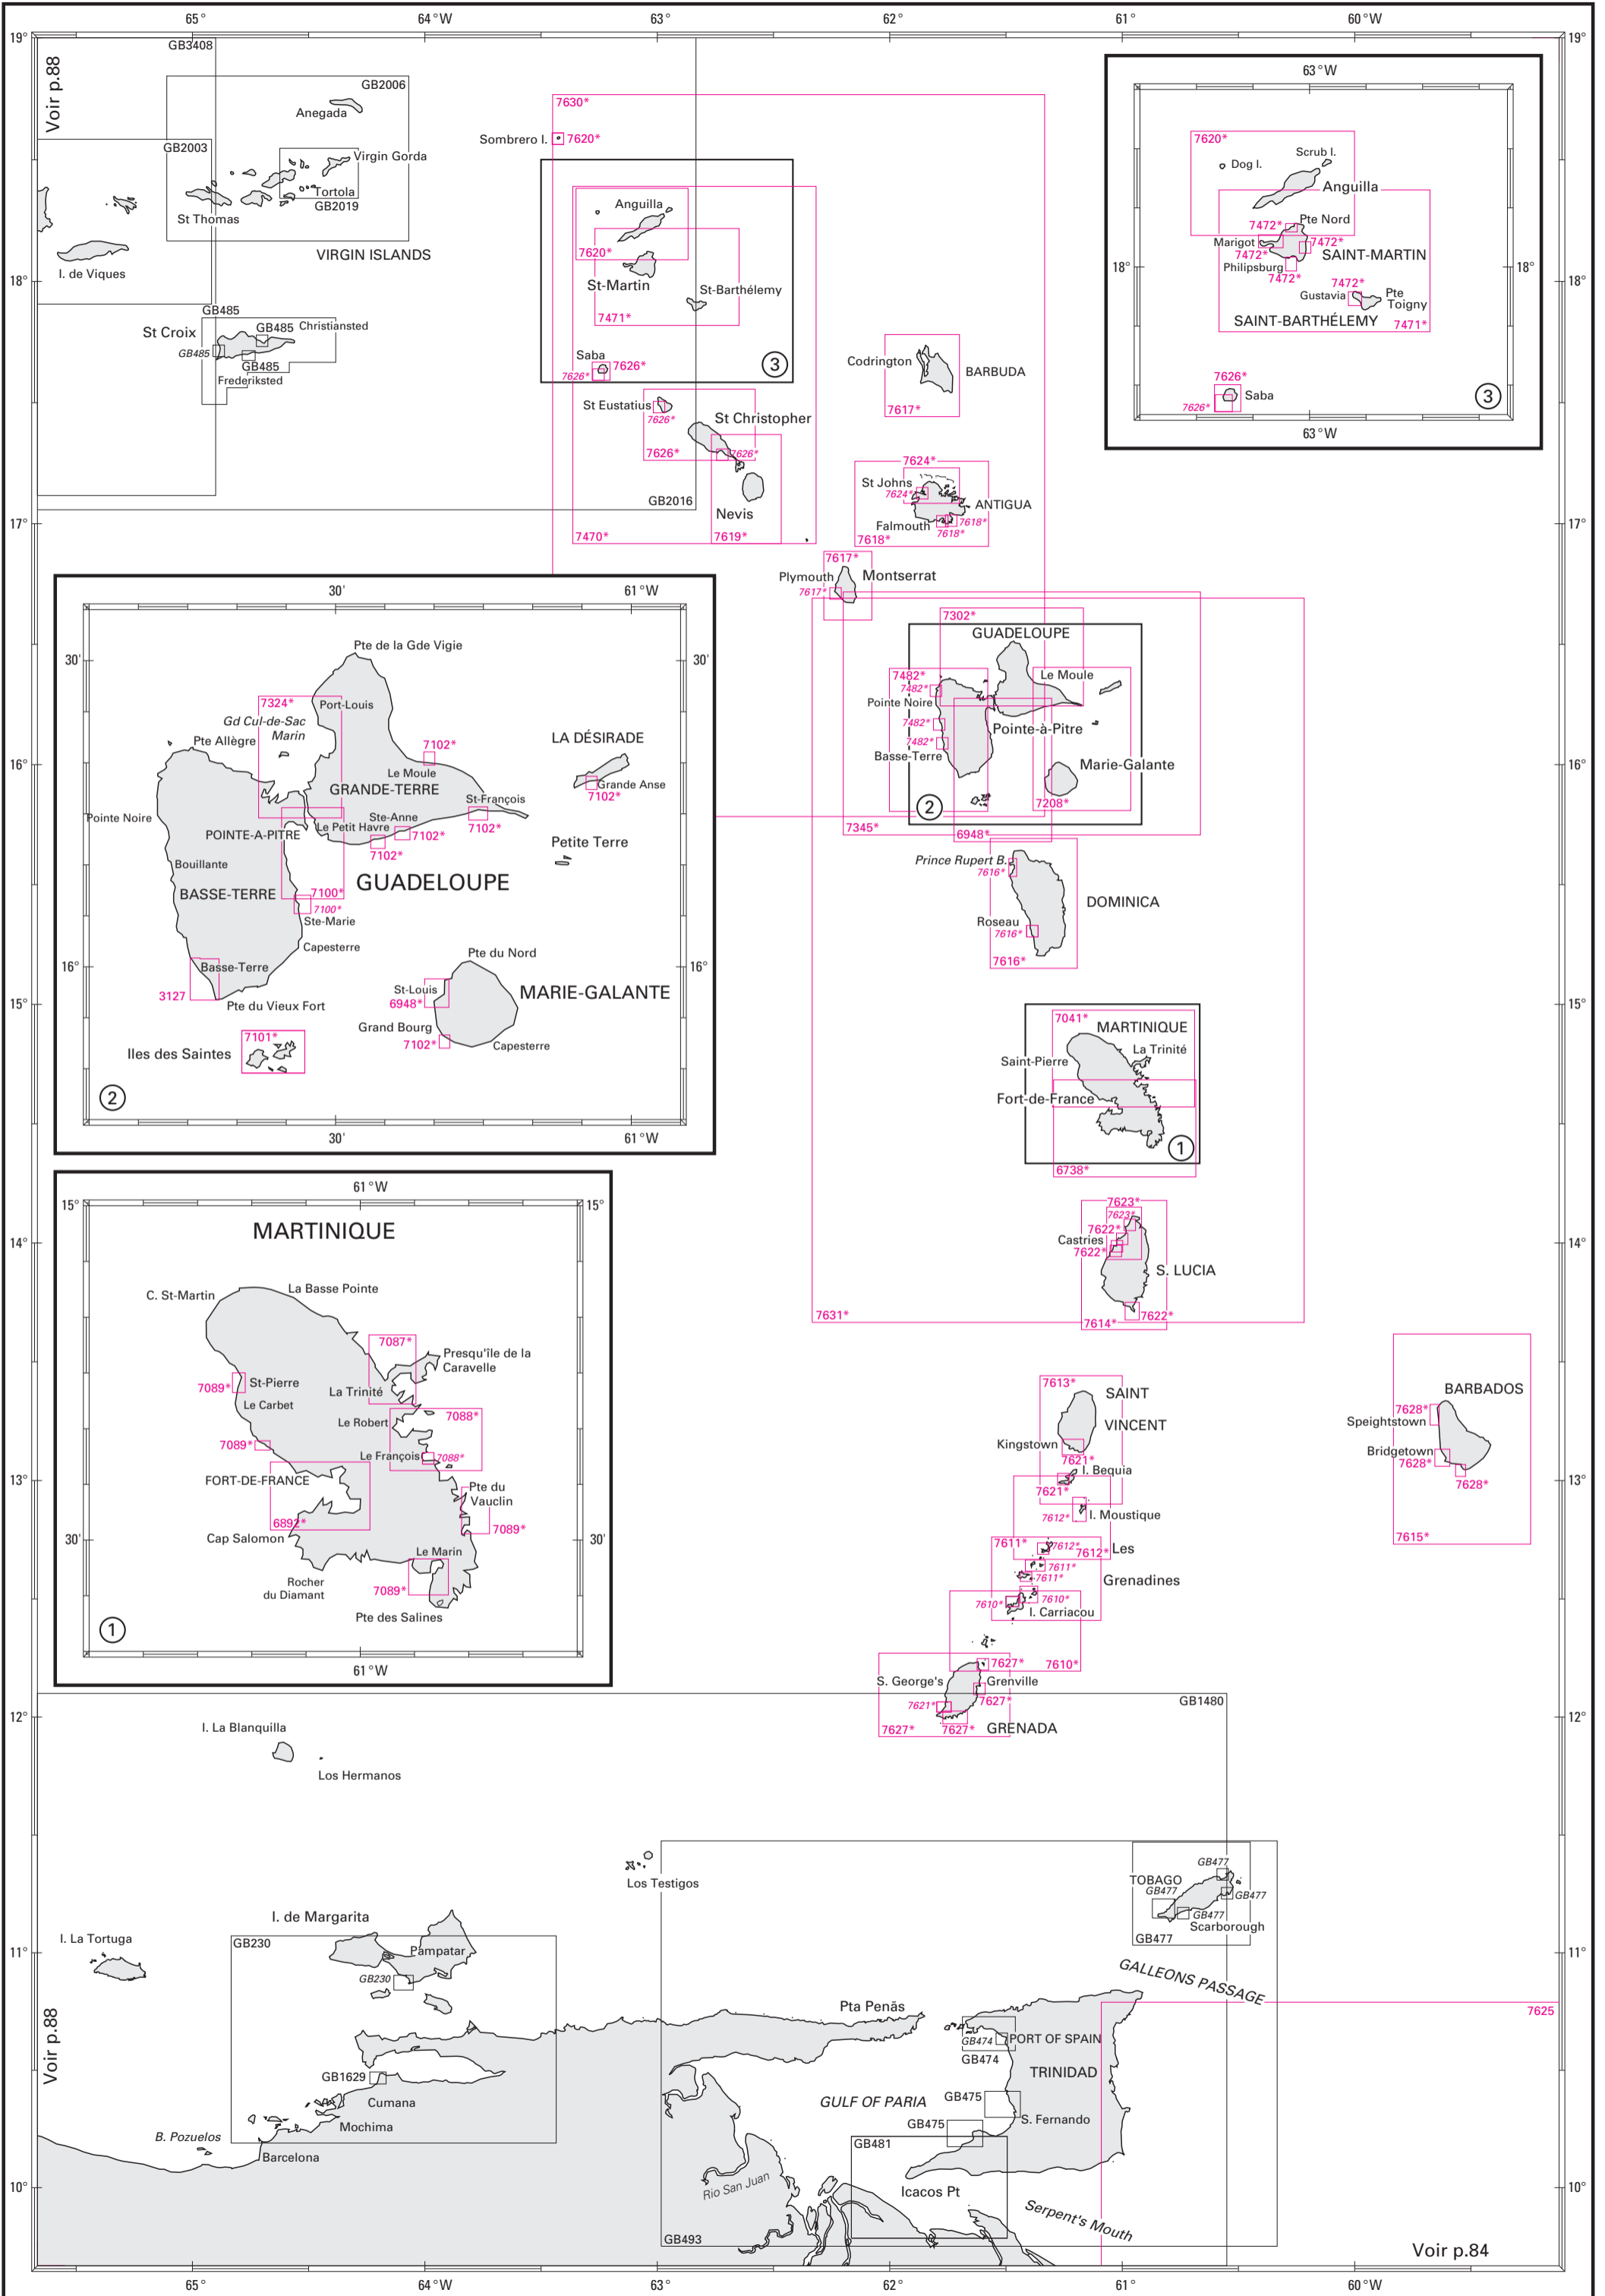 65°
64°W
63°
62°
61°
60°W
19°
19°
Voir p.88
GB3408
GB2006
Anegada
GB2003
Virgin Gorda
Tortola
GB2019
St Thomas
VIRGIN ISLANDS
I. de Viques
GB485
St Croix
GB485
Christiansted
GB485
GB485
Frederiksted
7630*
Sombrero I.
7620*
Anguilla
7620*
St-Martin
St-Barthélemy
7471*
Saba
7626*
7626*
③
St Eustatius
7626*
St Christopher
7626*
7626*
GB2016
Nevis
7470*
7619*
Codrington
BARBUDA
7617*
7624*
St Johns
7624*
ANTIGUA
Falmouth
7618*
7618*
7618*
7617*
Plymouth
Montserrat
7617*
63°W
7620*
Dog I.
Scrub I.
Anguilla
Pte Nord
7472*
Marigot
7472*
7472*
SAINT-MARTIN
Philipsburg
7472*
18°
18°
7472*
Gustavia
Pte
Toigny
SAINT-BARTHÉLEMY
7471*
7626*
Saba
7626*
③
63°W
18°
18°
17°
17°
7302*
GUADELOUPE
7482*
7482*
Le Moule
Pointe Noire
7482*
Pointe-à-Pitre
7482*
Basse-Terre
Marie-Galante
②
7208*
7345*
6948*
16°
16°
Prince Rupert B.
7616*
DOMINICA
Roseau
7616*
7616*
30'
61°W
Pte de la Gde Vigie
30'
30'
7324*
Port-Louis
Gd Cul-de-Sac
Marin
Pte Allègre
7102*
LA DÉSIRADE
Le Moule
GRANDE-TERRE
Grande Anse
7102*
St-François
Pointe Noire
Ste-Anne
Le Petit Havre
7102*
7102*
POINTE-A-PITRE
7102*
Petite Terre
Bouillante
BASSE-TERRE
7100*
GUADELOUPE
7100*
Ste-Marie
Capesterre
Pte du Nord
16°
16°
Basse-Terre
St-Louis
MARIE-GALANTE
3127
6948*
Pte du Vieux Fort
Grand Bourg
7102*
Capesterre
7101*
Iles des Saintes
②
30'
61°W
15°
15°
7041*
MARTINIQUE
La Trinité
Saint-Pierre
Fort-de-France
①
6738*
7623*
7623*
7622*
Castries
7622*
S. LUCIA
7622*
7614*
7631*
14°
14°
61°W
15°
15°
MARTINIQUE
La Basse Pointe
C. St-Martin
7087*
Presqu'île de la
Caravelle
St-Pierre
7089*
La Trinité
Le Carbet
7088*
Le Robert
7089*
Le François
7088*
FORT-DE-FRANCE
Pte du
Vauclin
6892*
7089*
Cap Salomon
30'
30'
Le Marin
7089*
Rocher
du Diamant
Pte des Salines
①
61°W
7613*
SAINT
VINCENT
Kingstown
7621*
I. Bequia
7621*
I. Moustique
7612*
7611*
7612*
7612*
Les
7611*
7611*
Grenadines
7610*
7610*
I. Carriacou
7610*
7627*
S. George's
Grenville
7621*
7627*
7627*
7627*
GRENADA
BARBADOS
7628*
Speightstown
Bridgetown
7628*
7628*
7615*
13°
13°
GB1480
12°
12°
I. La Blanquilla
Los Hermanos
Los Testigos
TOBAGO
GB477
GB477
GB477
GB477
Scarborough
GB477
I. de Margarita
GB230
Pampatar
GB230
I. La Tortuga
11°
11°
GALLEONS PASSAGE
7625
Voir p.88
Pta Penãs
GB474
PORT OF SPAIN
GB474
TRINIDAD
GB1629
Cumana
GULF OF PARIA
GB475
GB475
S. Fernando
Mochima
B. Pozuelos
Barcelona
GB481
10°
10°
Rio San Juan
Icacos Pt
Serpent's Mouth
GB493
Voir p.84
65°
64°W
63°
62°
61°
60°W